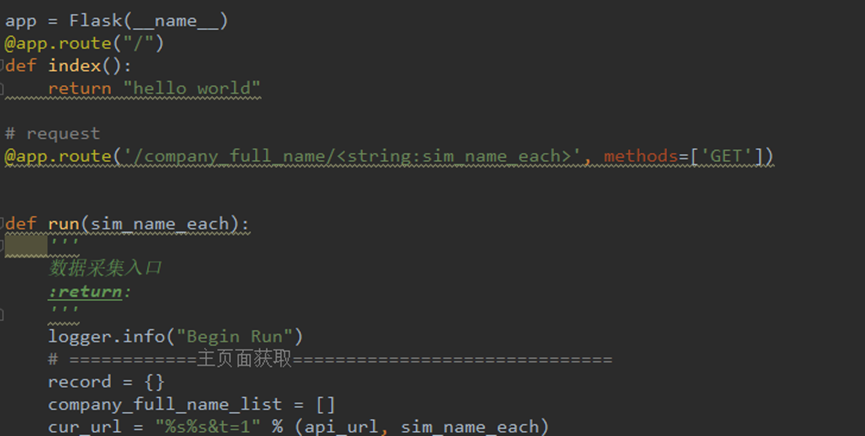 app = Flask(__name__)
@app.route("/")
def index():
    return "hello world"
# request
@app.route('/company_full_name/<string:sim_name_each>', methods=['GET'])
def run(sim_name_each):
    '''
    数据采集入口
    :return:
    '''
    logger.info("Begin Run")
    # ============主页面获取==============================
    record = {}
    company_full_name_list = []
    cur_url = "%s%s&t=1" % (api_url, sim_name_each)